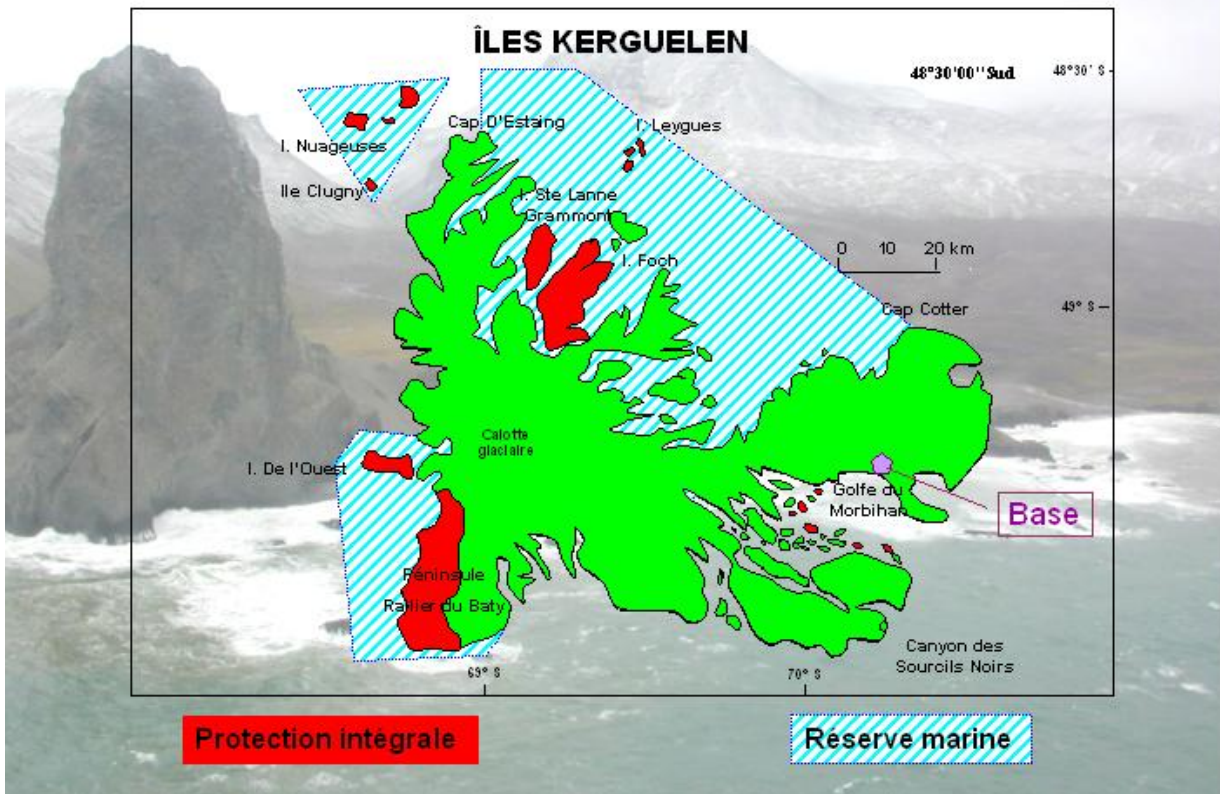 ÎLES KERGUELEN
48°30'00''Sud
48°30' S
Cap D'Estaing
I. Leygues
I. Nuageuses
Ile Clugny
I. Ste Lanne
Grammont
0 10 20 km
I. Foch
Cap Cotter
49° S
Calotte
glaciaire
I. De l'Ouest
Golfe du
Morbihan
Base
Péninsule
Rallier du Baty
Canyon des
Sourcils Noirs
69° S
70° S
Protection intégrale
Réserve marine